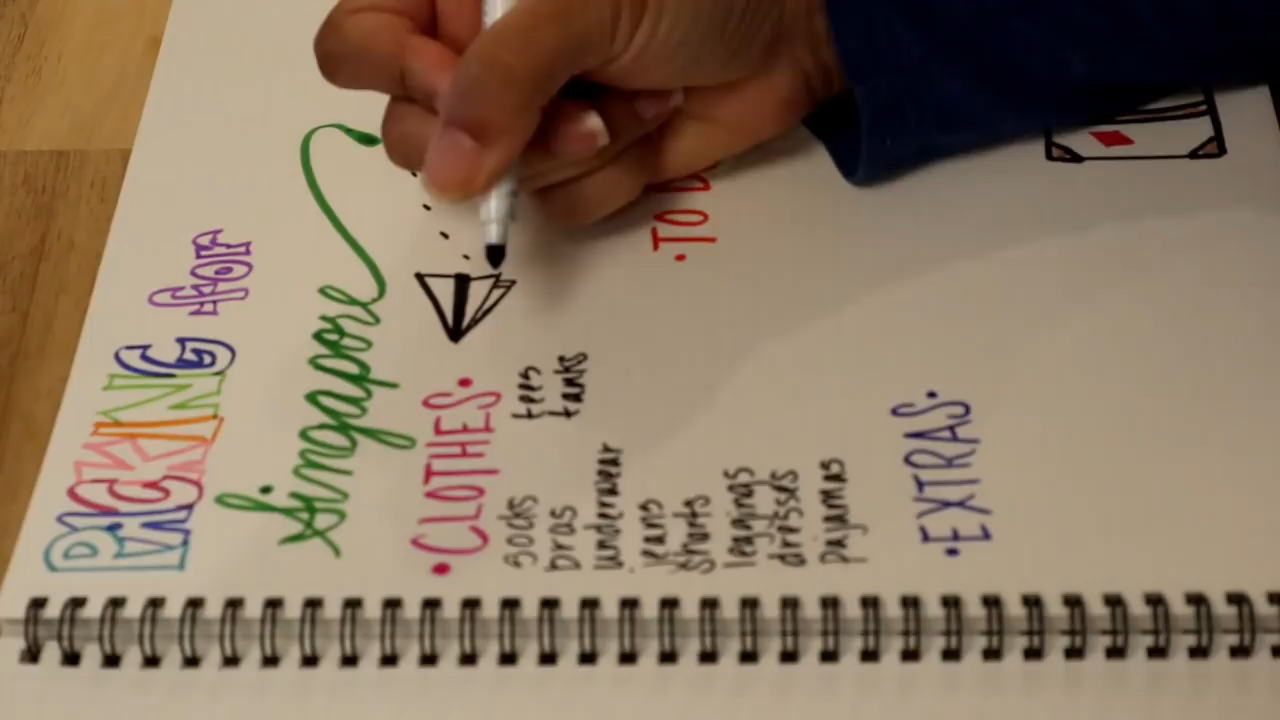 PACKING for
Singapore
·CLOTHES·
socks
bras
underwear
jeans
shorts
leggings
dresses
pajamas
tees
tanks
·TO D
·EXTRAS·